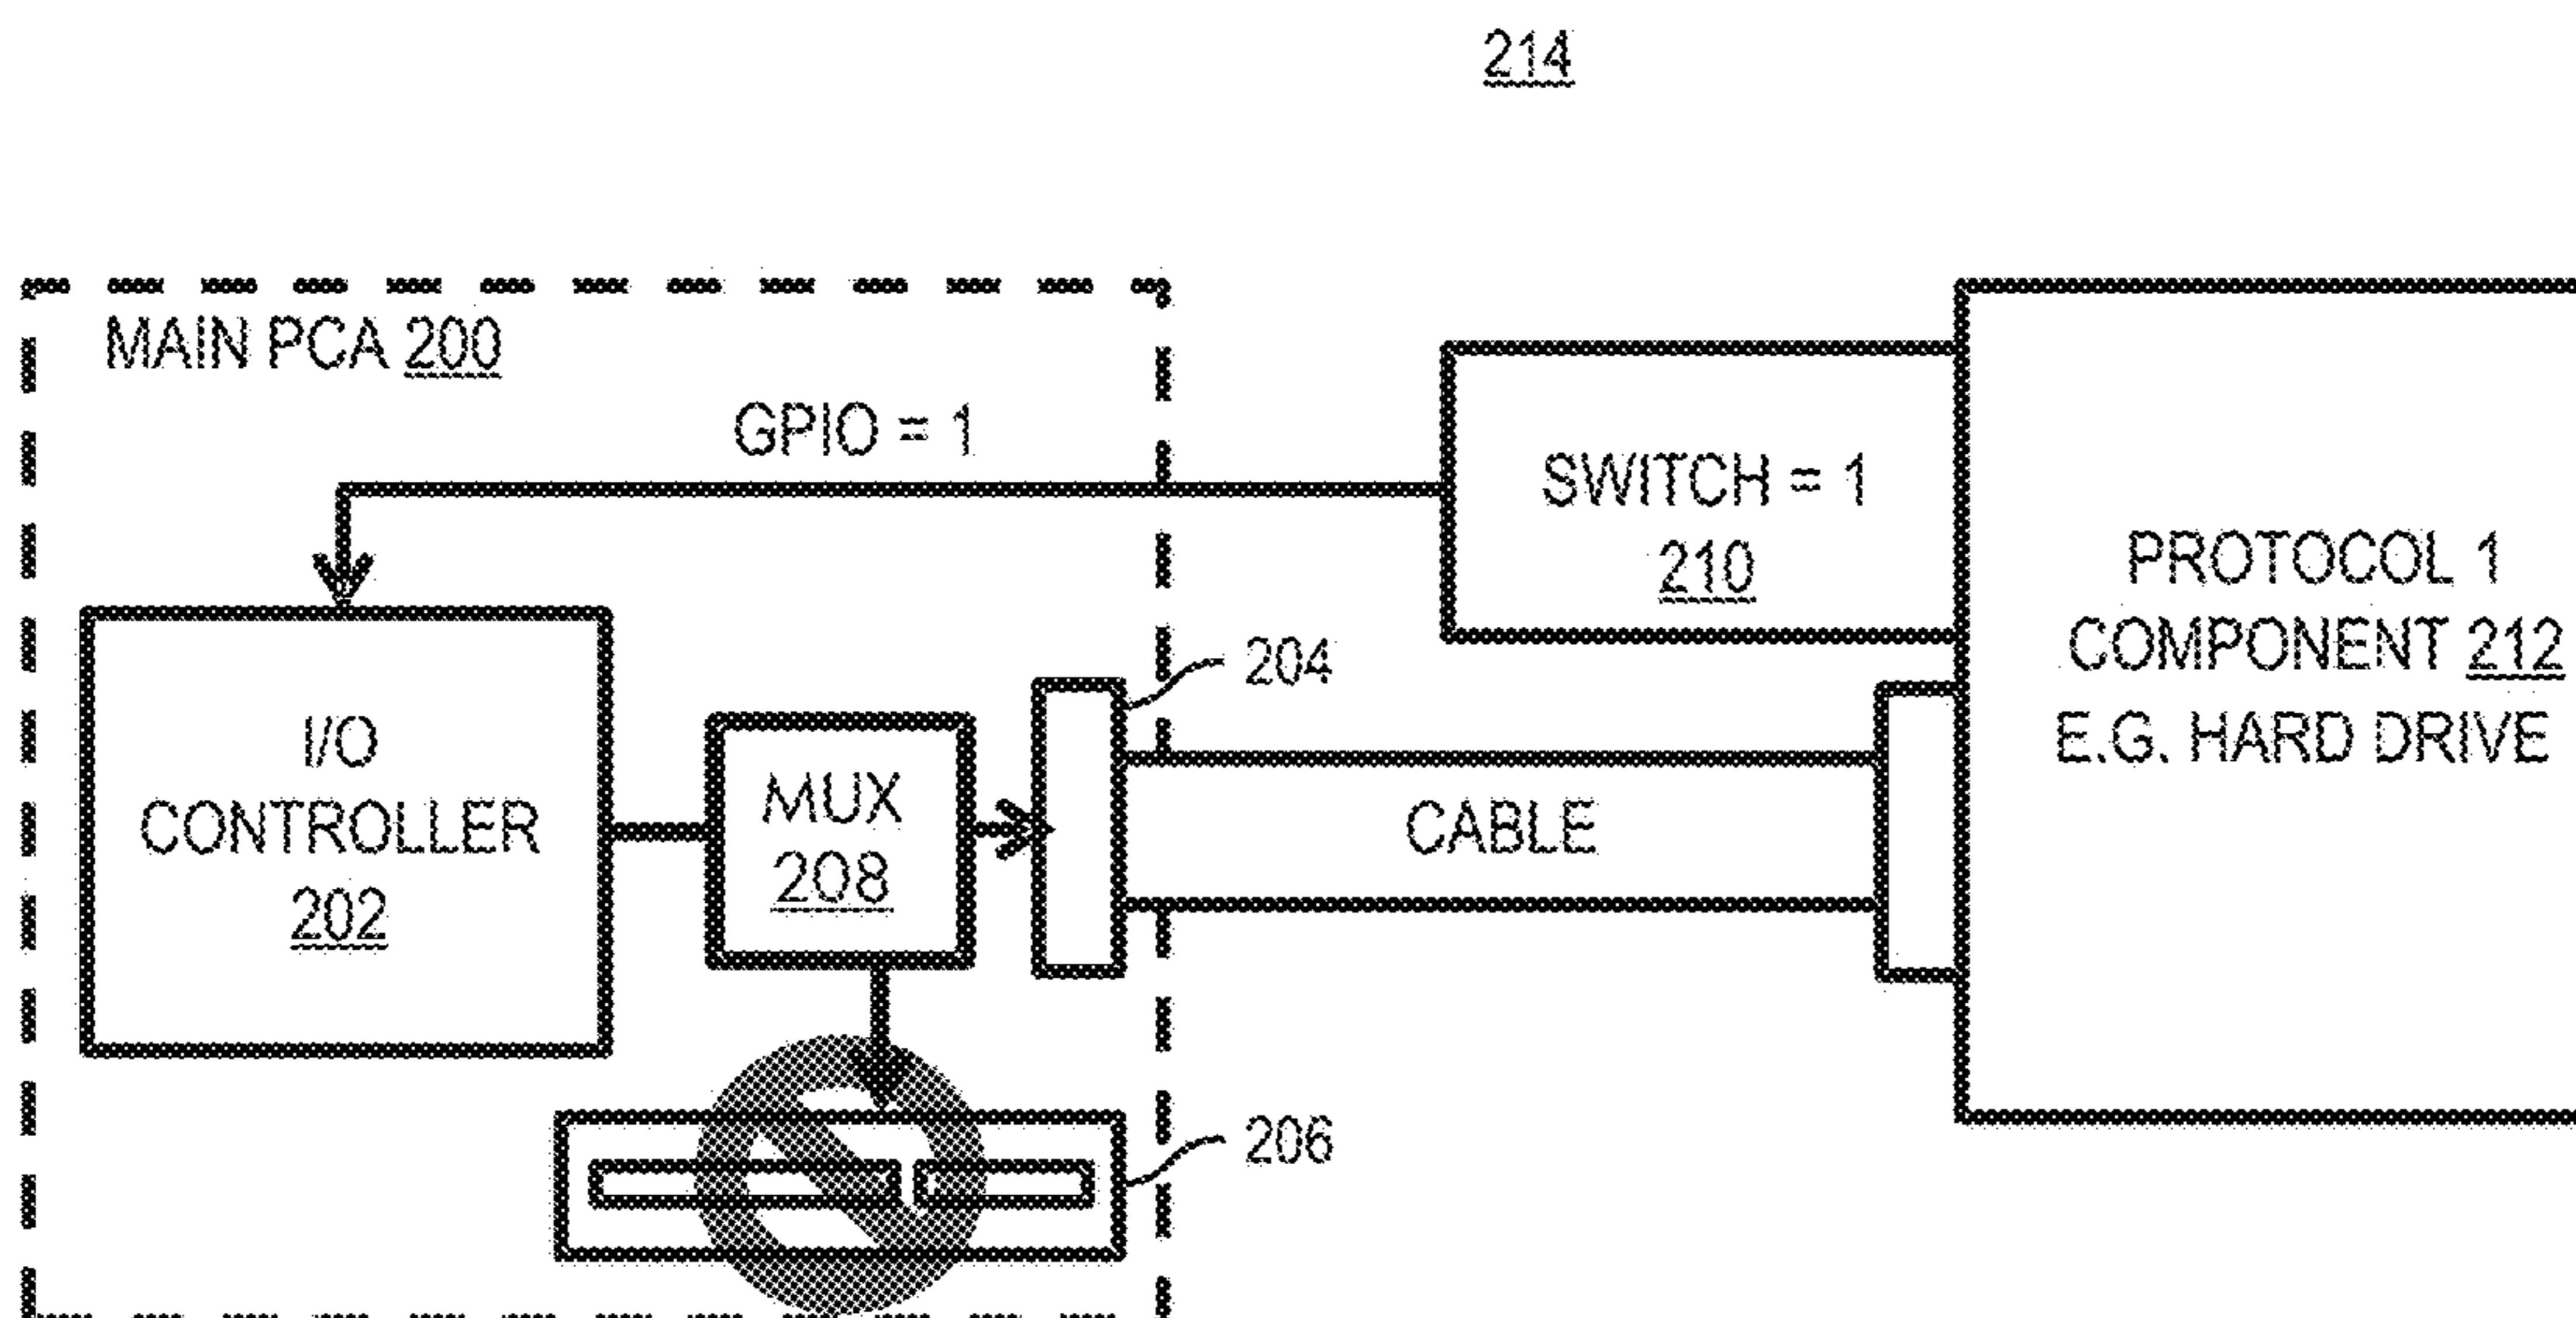 214
MAIN PCA 200
GPIO = 1
SWITCH = 1
210
PROTOCOL 1
COMPONENT 212
E.G. HARD DRIVE
204
I/O
CONTROLLER
202
MUX
208
CABLE
206